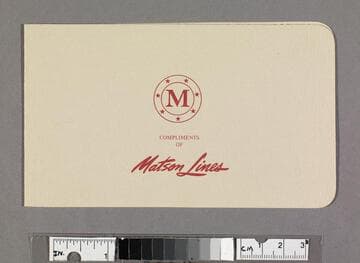 M
COMPLIMENTS
OF
Matson Lines
IN. 1
CM 1 2 3